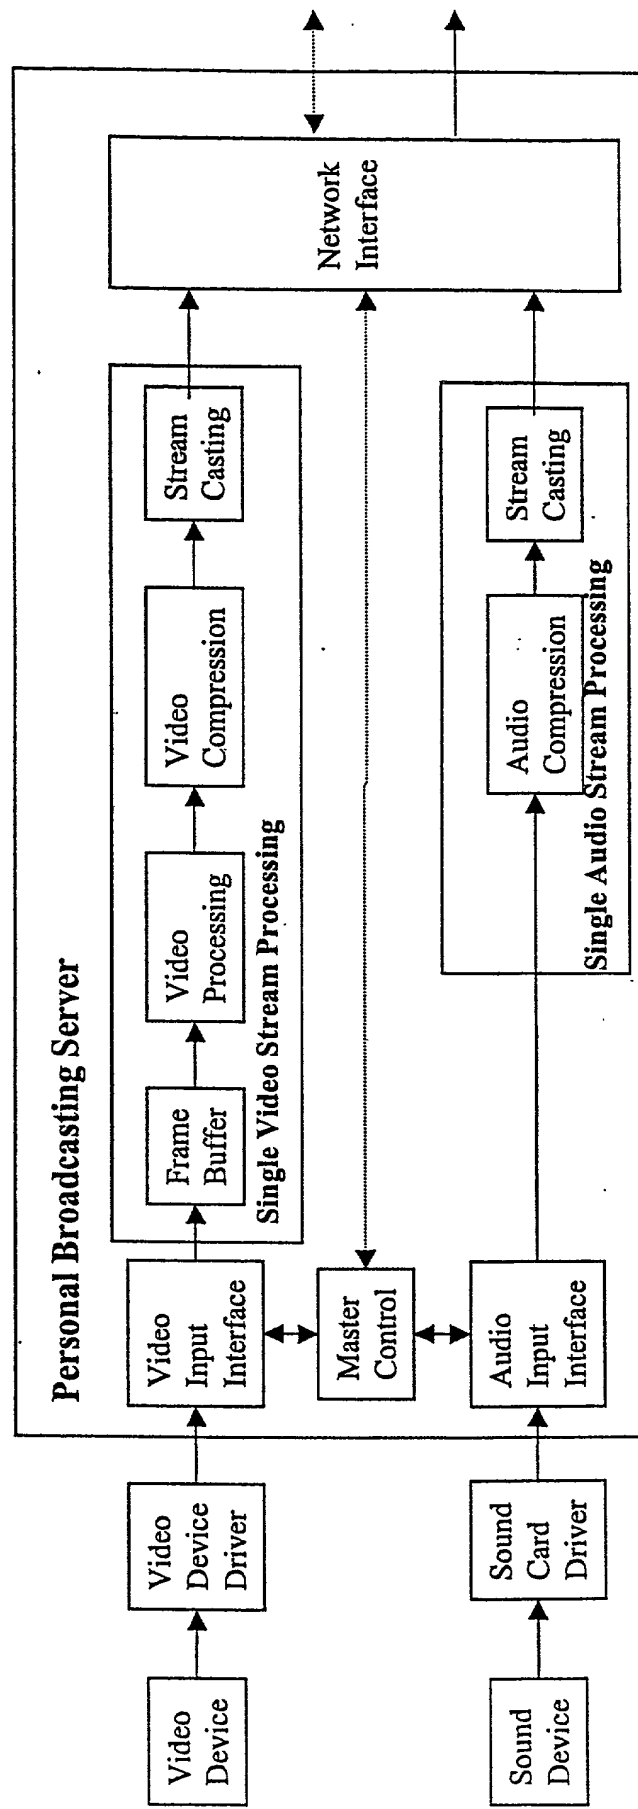 Personal Broadcasting Server
Video
Device
Video
Device
Driver
Video
Input
Interface
Frame
Buffer
Video
Processing
Video
Compression
Stream
Casting
Single Video Stream Processing
Master
Control
Network
Interface
Sound
Device
Sound
Card
Driver
Audio
Input
Interface
Audio
Compression
Stream
Casting
Single Audio Stream Processing